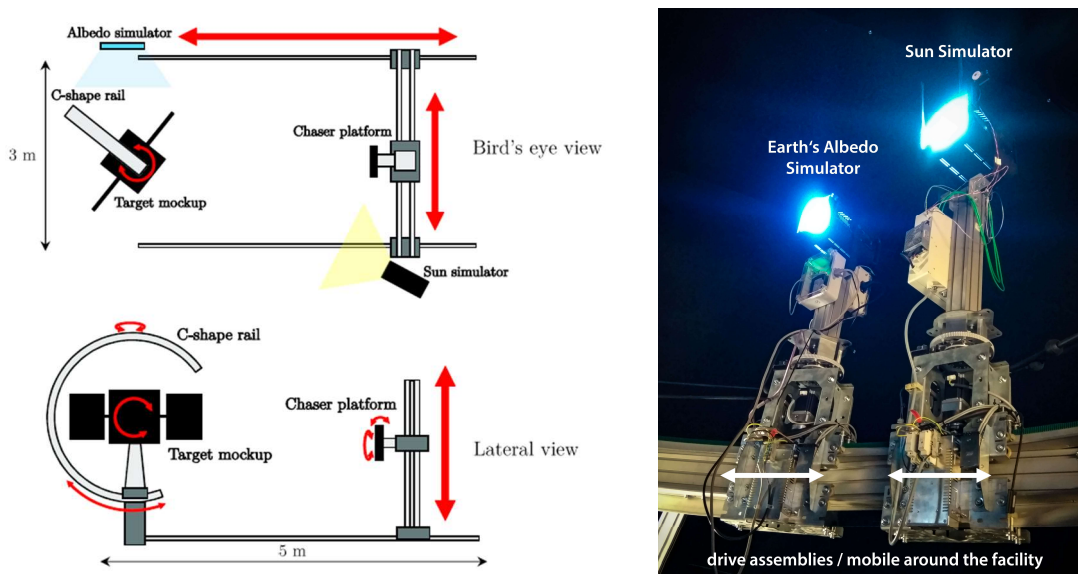 Albedo simulator
C-shape rail
3 m
Chaser platform
Bird's eye view
Target mockup
Sun simulator
C-shape rail
Chaser platform
Target mockup
Lateral view
5 m
Sun Simulator
Earth's Albedo
Simulator
drive assemblies / mobile around the facility